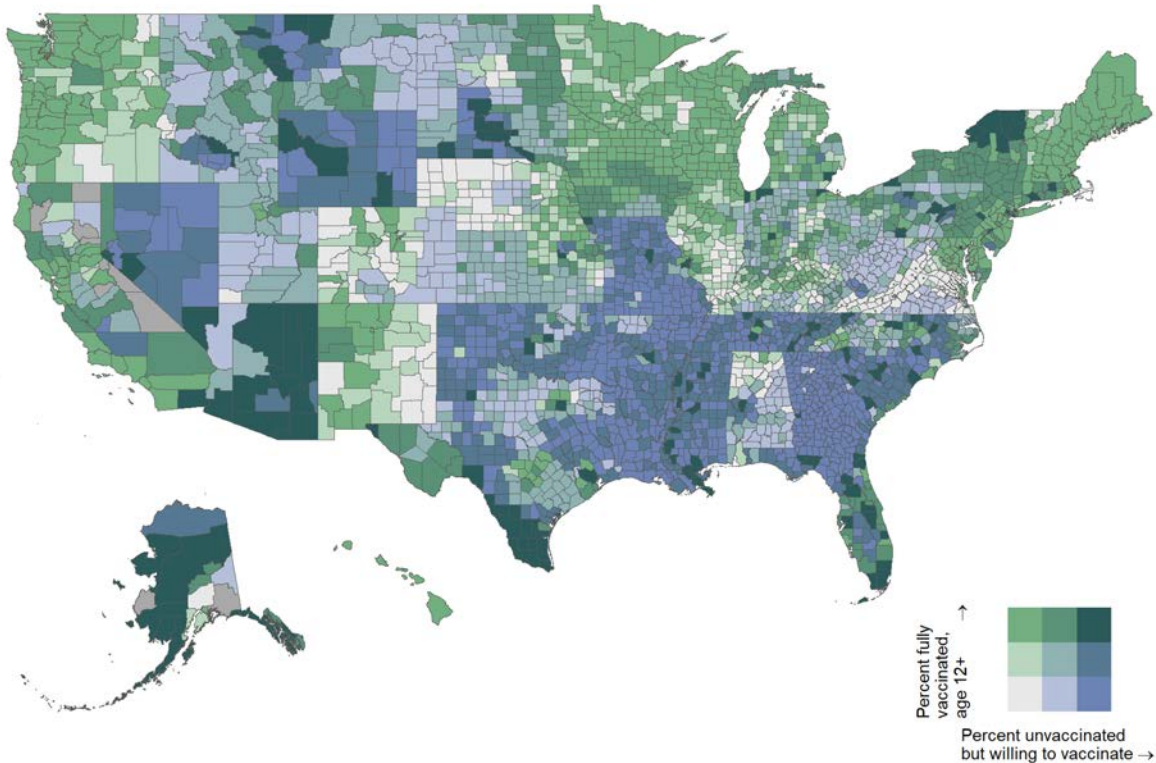 Percent fully
vaccinated,
age 12+ →
Percent unvaccinated
but willing to vaccinate →